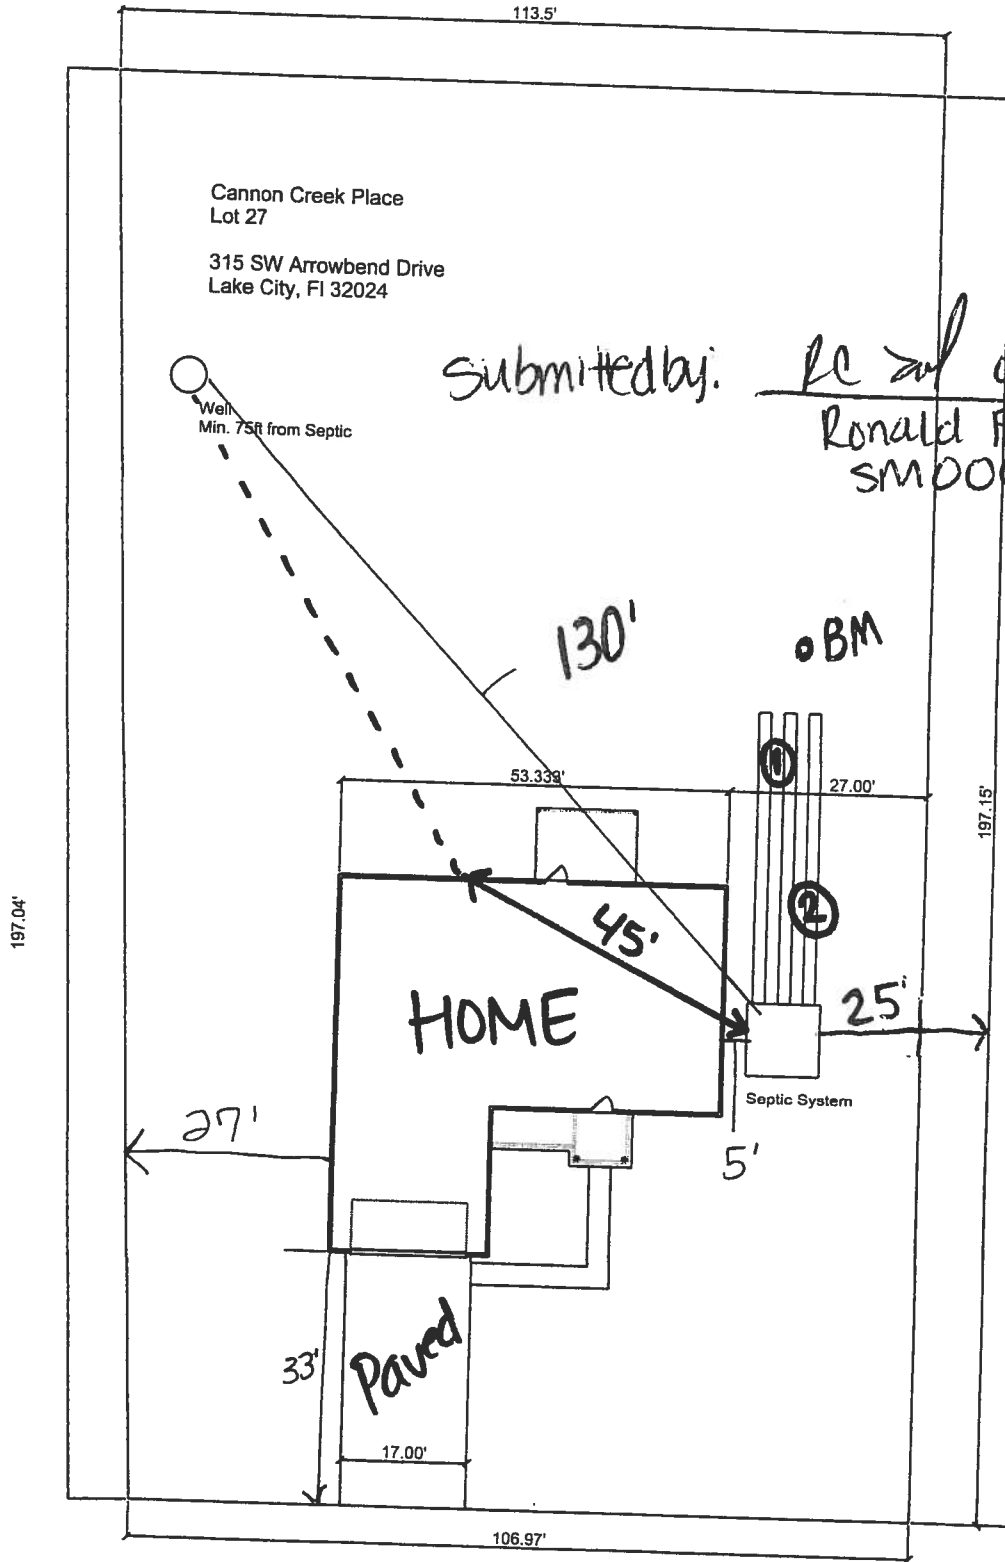 113.5'
Cannon Creek Place
Lot 27
315 SW Arrowbend Drive
Lake City, Fl 32024
Submitted by:
Ronald
SM00
Well
Min. 75ft from Septic
130'
BM
1
53.339'
27.00'
197.15'
2
197.04'
45'
HOME
25'
Septic System
27'
5'
33'
Paved
17.00'
106.97'